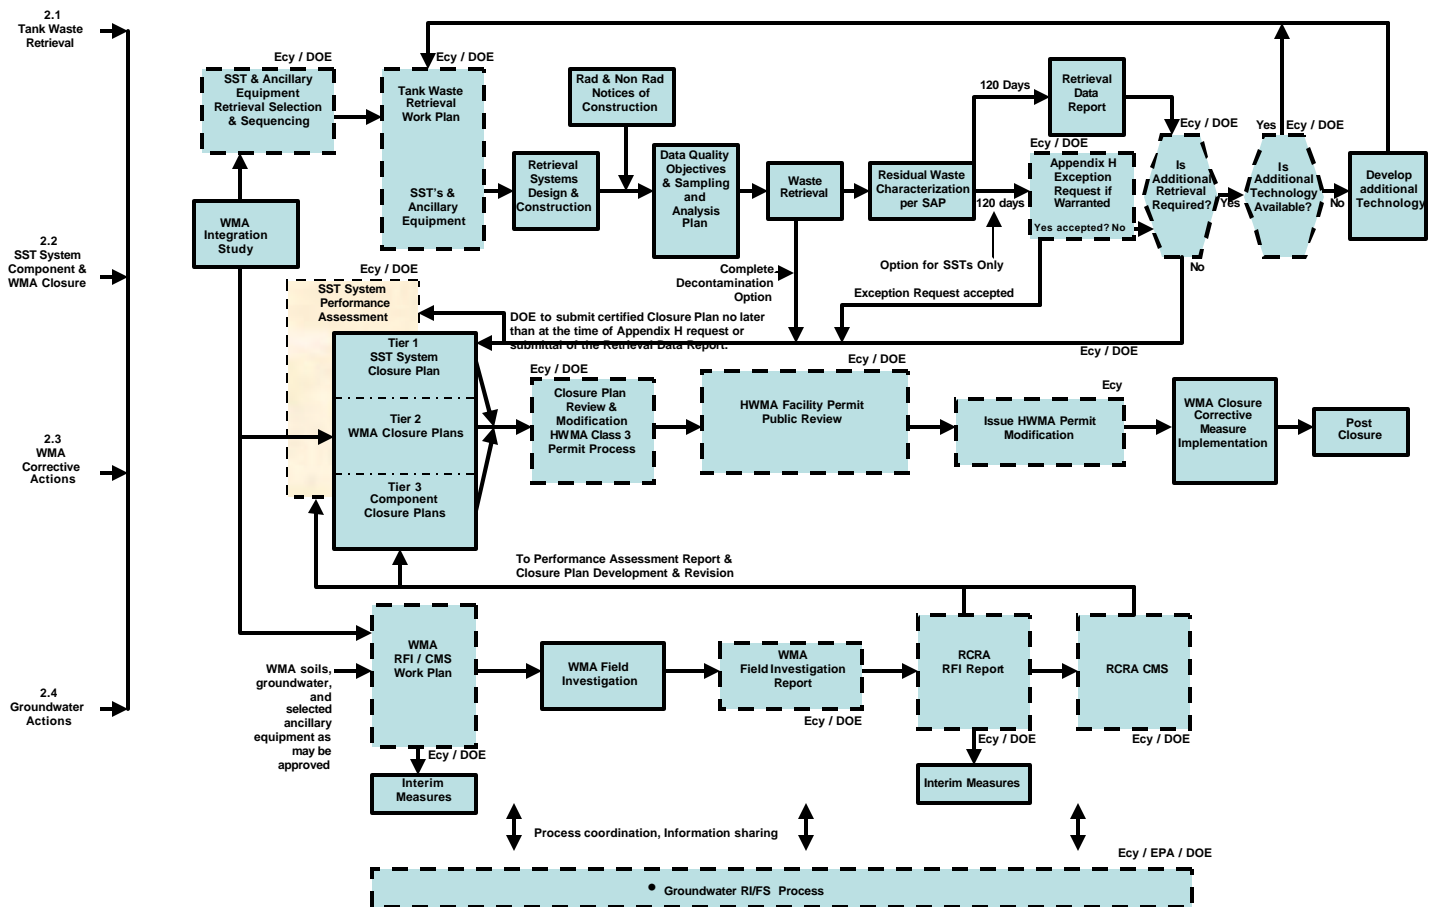 2.1
Tank Waste
Retrieval
2.2
SST System
Component &
WMA Closure
2.3
WMA
Corrective
Actions
2.4
Groundwater
Actions
Ecy / DOE
SST & Ancillary
Equipment
Retrieval Selection
& Sequencing
Ecy / DOE
Tank Waste
Retrieval
Work Plan
SST's &
Ancillary
Equipment
Rad & Non Rad
Notices of
Construction
Retrieval
Systems
Design &
Construction
Data Quality
Objectives
& Sampling
and
Analysis
Plan
Waste
Retrieval
Residual Waste
Characterization
per SAP
120 Days
Retrieval
Data
Report
120 days
Ecy / DOE
Appendix H
Exception
Request if
Warranted
Yes accepted? No
Ecy / DOE
Is
Additional
Retrieval
Required?
Yes
No
Yes
Ecy / DOE
Is
Additional
Technology
Available?
No
Develop
additional
Technology
WMA
Integration
Study
Complete
Decontamination
Option
Option for SSTs Only
Exception Request accepted
Ecy / DOE
SST System
Performance
Assessment
DOE to submit certified Closure Plan no later
than at the time of Appendix H request or
submittal of the Retrieval Data Report.
Ecy / DOE
Tier 1
SST System
Closure Plan
Tier 2
WMA Closure Plans
Tier 3
Component
Closure Plans
Ecy / DOE
Closure Plan
Review &
Modification
HWMA Class 3
Permit Process
Ecy / DOE
HWMA Facility Permit
Public Review
Ecy
Issue HWMA Permit
Modification
WMA Closure
Corrective
Measure
Implementation
Post
Closure
To Performance Assessment Report &
Closure Plan Development & Revision
WMA soils,
groundwater,
and
selected
ancillary
equipment as
may be
approved
WMA
RFI / CMS
Work Plan
Ecy / DOE
Interim
Measures
WMA Field
Investigation
WMA
Field Investigation
Report
Ecy / DOE
RCRA
RFI Report
Ecy / DOE
Interim Measures
RCRA CMS
Ecy / DOE
Process coordination, Information sharing
Ecy / EPA / DOE
• Groundwater RI/FS Process